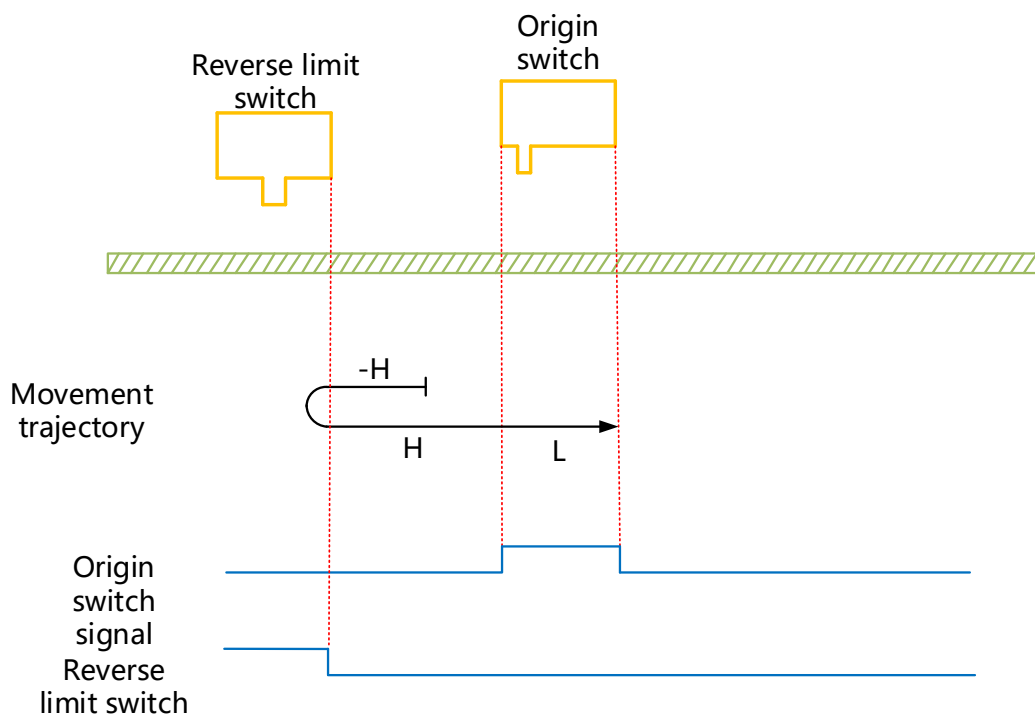 Reverse limit
switch
Origin
switch
Movement
trajectory
-H
H
L
Origin
switch
signal
Reverse
limit switch